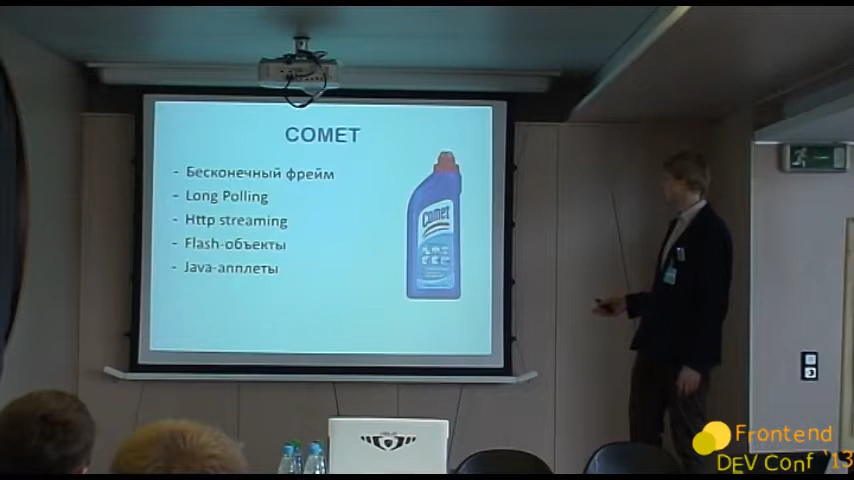 COMET
- Бесконечный фрейм
- Long Polling
- Http streaming
- Flash-объекты
- Java-апплеты
Comet
Frontend
DEV Conf '13